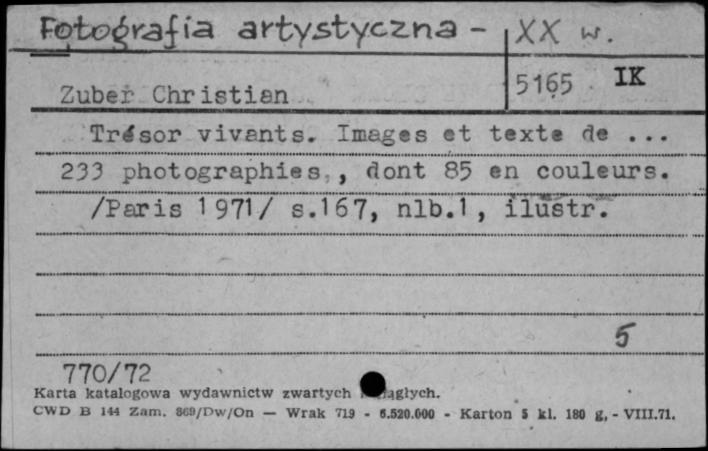 Fotografia artystyczna - XX w.
Zuber Christian 5165 IK
Trésor vivants. Images et texte de ...
233 photographies, dont 85 en couleurs.
/Paris 1971/ s.167, nlb.1, ilustr.
5
770/72
Karta katalogowa wydawnictw zwartych
CWD B 144 Zam. 869/Dw/On — Wrak 719 - 6.520.000 - Karton 5 kl. 180 g, - VIII.71.